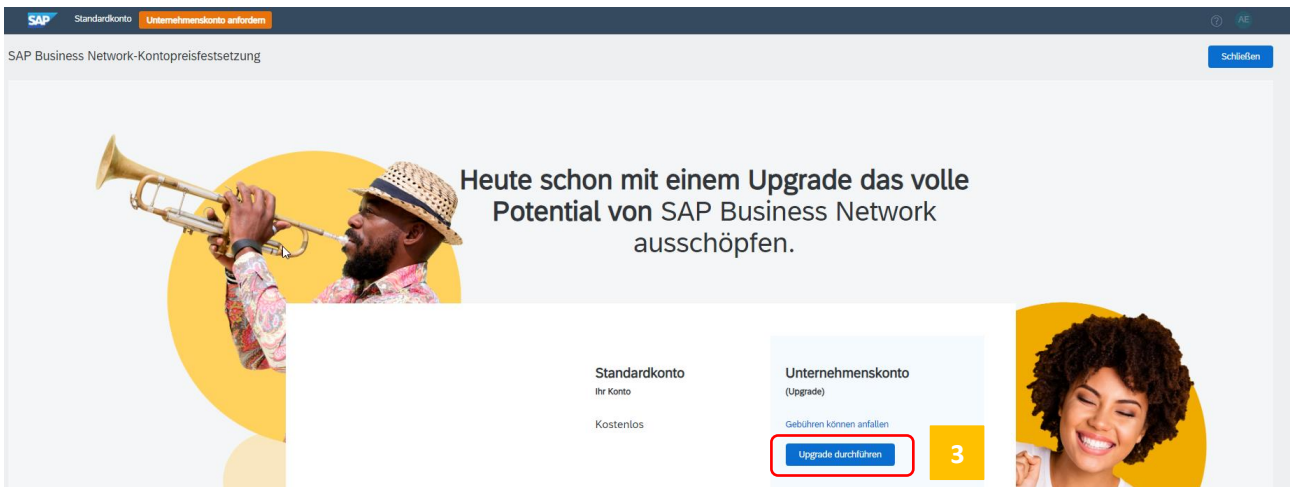 SAP Standardkonto Unternehmenskonto anfordern ? AE
SAP Business Network-Kontopreisfestsetzung Schließen
Heute schon mit einem Upgrade das volle
Potential von SAP Business Network
ausschöpfen.
Standardkonto Unternehmenskonto
Ihr Konto (Upgrade)
Kostenlos Gebühren können anfallen
Upgrade durchführen 3